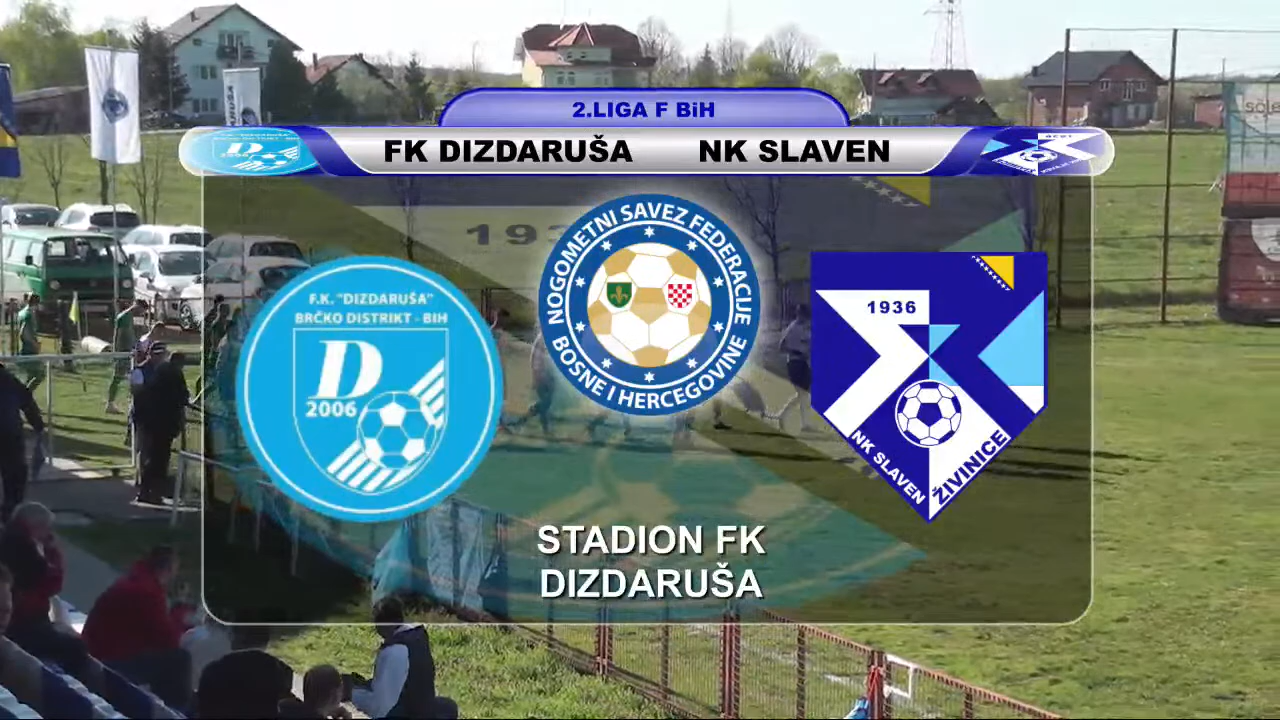 2.LIGA F BiH
FK DIZDARUŠA
NK SLAVEN
NOGOMETNI SAVEZ FEDERACIJE
BOSNE I HERCEGOVINE
F.K. "DIZDARUŠA"
BRČKO DISTRIKT - BIH
D
2006
1936
NK SLAVEN
ŽIVINICE
STADION FK
DIZDARUŠA